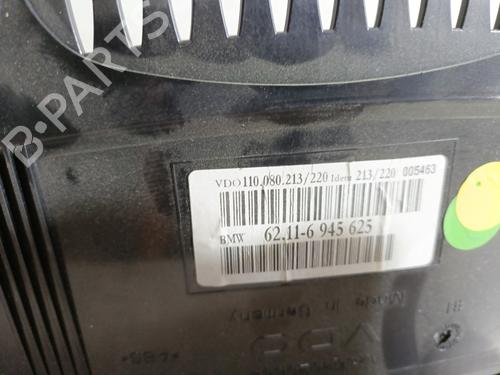 B-PARTS
VDO 110.080.213/220 Ident 213/220 005463
BMW 62.11-6 945 625
Made in Germany
VDO